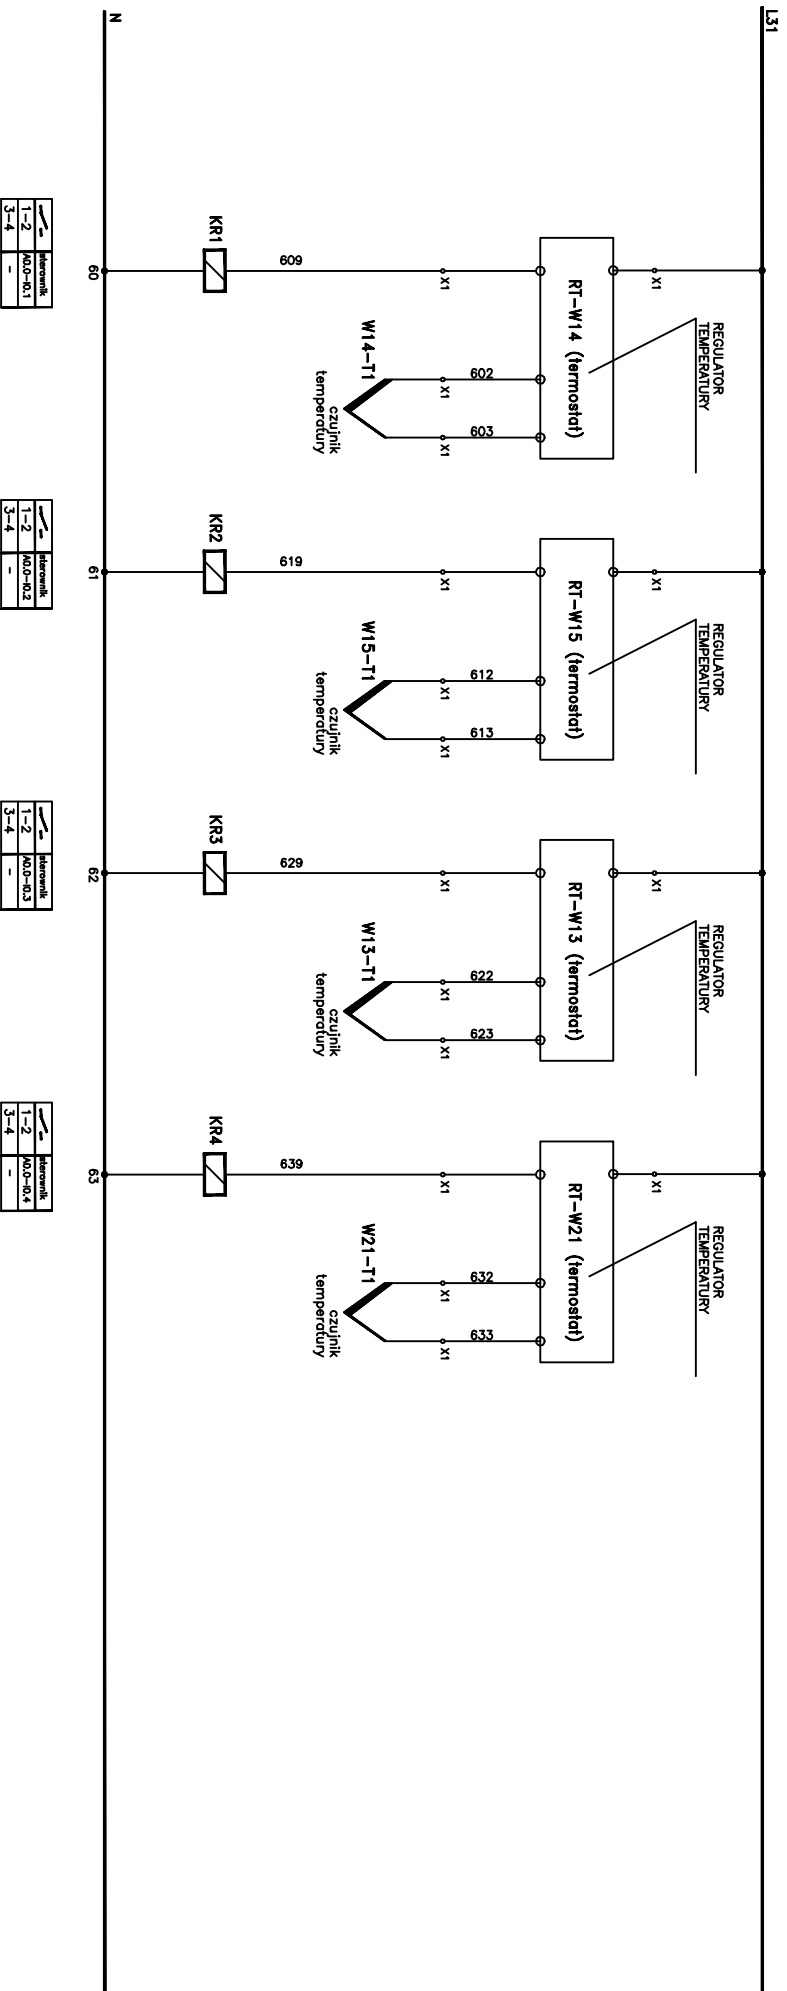 L31
REGULATOR
TEMPERATURY
X1
RT-W14 (termostat)
609
X1
602
X1
603
X1
W14-T1
czujnik
temperatury
KR1
60
sterownik
1-2
A0.0-I0.1
3-4
-
REGULATOR
TEMPERATURY
X1
RT-W15 (termostat)
619
X1
612
X1
613
X1
W15-T1
czujnik
temperatury
KR2
61
sterownik
1-2
A0.0-I0.2
3-4
-
REGULATOR
TEMPERATURY
X1
RT-W13 (termostat)
629
X1
622
X1
623
X1
W13-T1
czujnik
temperatury
KR3
62
sterownik
1-2
A0.0-I0.3
3-4
-
REGULATOR
TEMPERATURY
X1
RT-W21 (termostat)
639
X1
632
X1
633
X1
W21-T1
czujnik
temperatury
KR4
63
sterownik
1-2
A0.0-I0.4
3-4
-
N